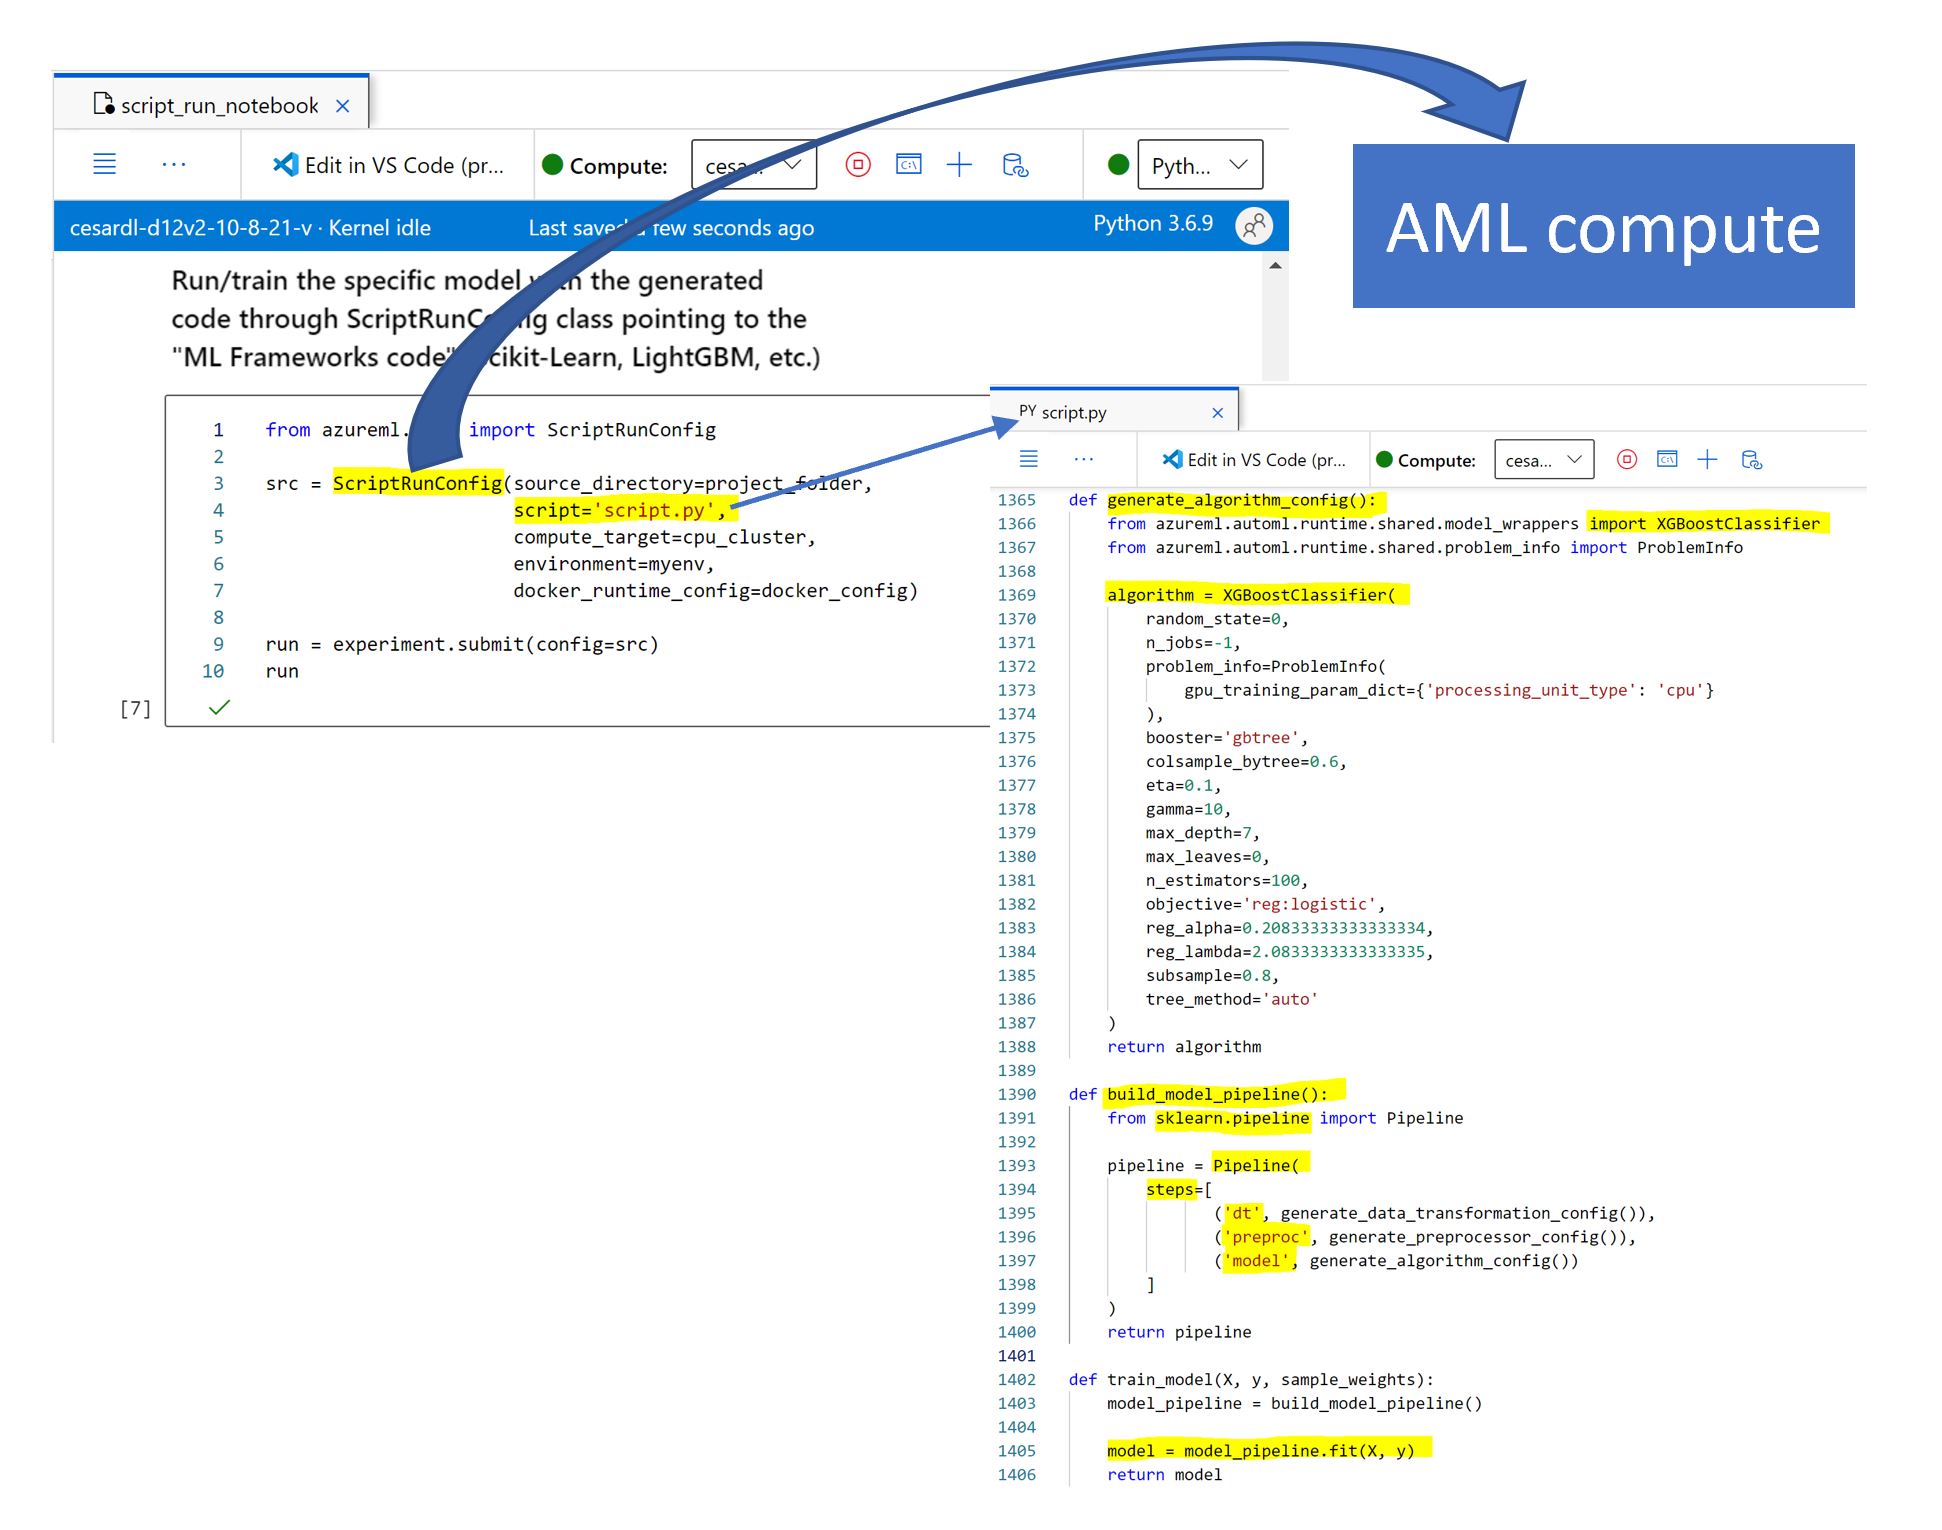 script_run_notebook
Edit in VS Code (pr...
Compute:
cesa...
Pyth...
cesardl-d12v2-10-8-21-v · Kernel idle
Last saved a few seconds ago
Python 3.6.9
AML compute
Run/train the specific model with the generated
code through ScriptRunConfig class pointing to the
"ML Frameworks code" Scikit-Learn, LightGBM, etc.)
1 from azureml. import ScriptRunConfig
2
3 src = ScriptRunConfig(source_directory=project_folder,
4 script='script.py',
5 compute_target=cpu_cluster,
6 environment=myenv,
7 docker_runtime_config=docker_config)
8
9 run = experiment.submit(config=src)
10 run
[7]
PY script.py
Edit in VS Code (pr...
Compute:
cesa...
1365 def generate_algorithm_config():
1366 from azureml.automl.runtime.shared.model_wrappers import XGBoostClassifier
1367 from azureml.automl.runtime.shared.problem_info import ProblemInfo
1368
1369 algorithm = XGBoostClassifier(
1370 random_state=0,
1371 n_jobs=-1,
1372 problem_info=ProblemInfo(
1373 gpu_training_param_dict={'processing_unit_type': 'cpu'}
1374 ),
1375 booster='gbtree',
1376 colsample_bytree=0.6,
1377 eta=0.1,
1378 gamma=10,
1379 max_depth=7,
1380 max_leaves=0,
1381 n_estimators=100,
1382 objective='reg:logistic',
1383 reg_alpha=0.20833333333333334,
1384 reg_lambda=2.0833333333333335,
1385 subsample=0.8,
1386 tree_method='auto'
1387 )
1388 return algorithm
1389
1390 def build_model_pipeline():
1391 from sklearn.pipeline import Pipeline
1392
1393 pipeline = Pipeline(
1394 steps=[
1395 ('dt', generate_data_transformation_config()),
1396 ('preproc', generate_preprocessor_config()),
1397 ('model', generate_algorithm_config())
1398 ]
1399 )
1400 return pipeline
1401
1402 def train_model(X, y, sample_weights):
1403 model_pipeline = build_model_pipeline()
1404
1405 model = model_pipeline.fit(X, y)
1406 return model